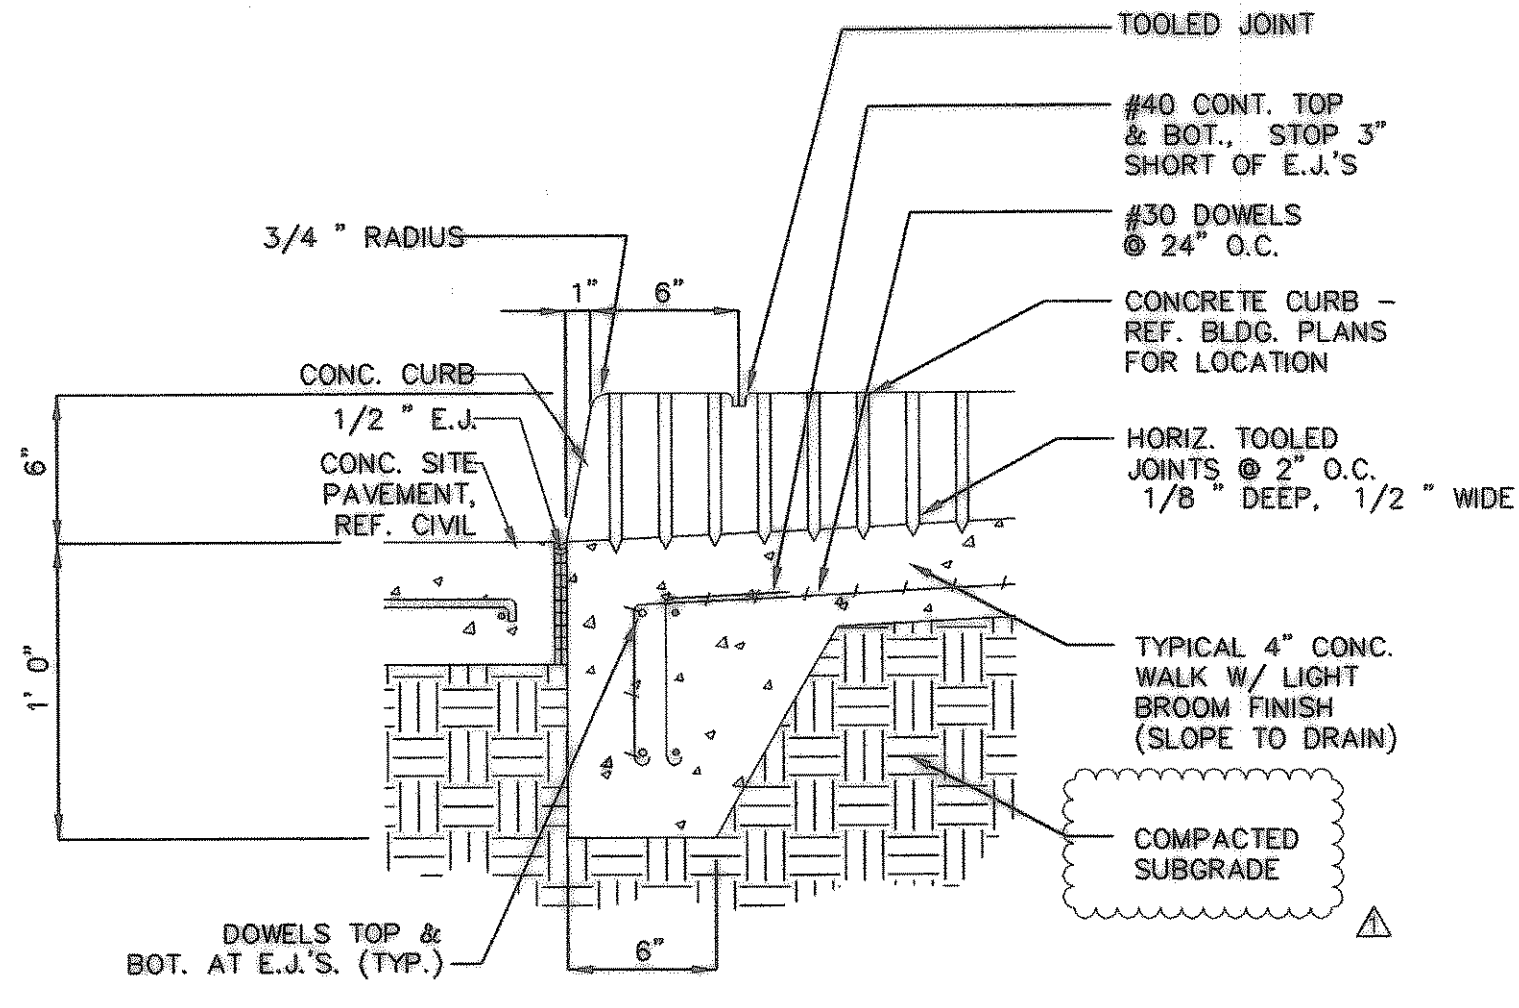 TOOLED JOINT
#40 CONT. TOP
& BOT., STOP 3"
SHORT OF E.J.'S
#30 DOWELS
@ 24" O.C.
3/4 " RADIUS
1"
6"
CONCRETE CURB -
REF. BLDG. PLANS
FOR LOCATION
CONC. CURB
1/2 " E.J.
CONC. SITE
PAVEMENT,
REF. CIVIL
6"
HORIZ. TOOLED
JOINTS @ 2" O.C.
1/8 " DEEP, 1/2 " WIDE
1' 0"
TYPICAL 4" CONC.
WALK W/ LIGHT
BROOM FINISH
(SLOPE TO DRAIN)
COMPACTED
SUBGRADE
1
DOWELS TOP &
BOT. AT E.J.'S. (TYP.)
6"